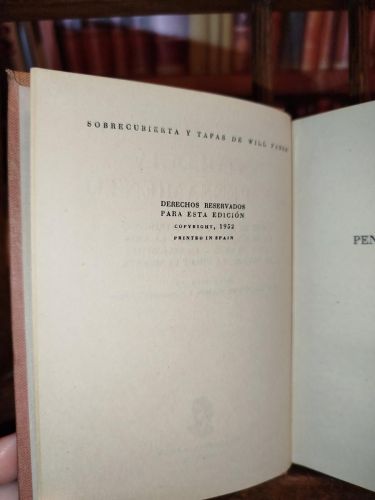 SOBRECUBIERTA Y TAPAS DE WILL FABER
DERECHOS RESERVADOS
PARA ESTA EDICIÓN
COPYRIGHT, 1952
PRINTED IN SPAIN
PEN